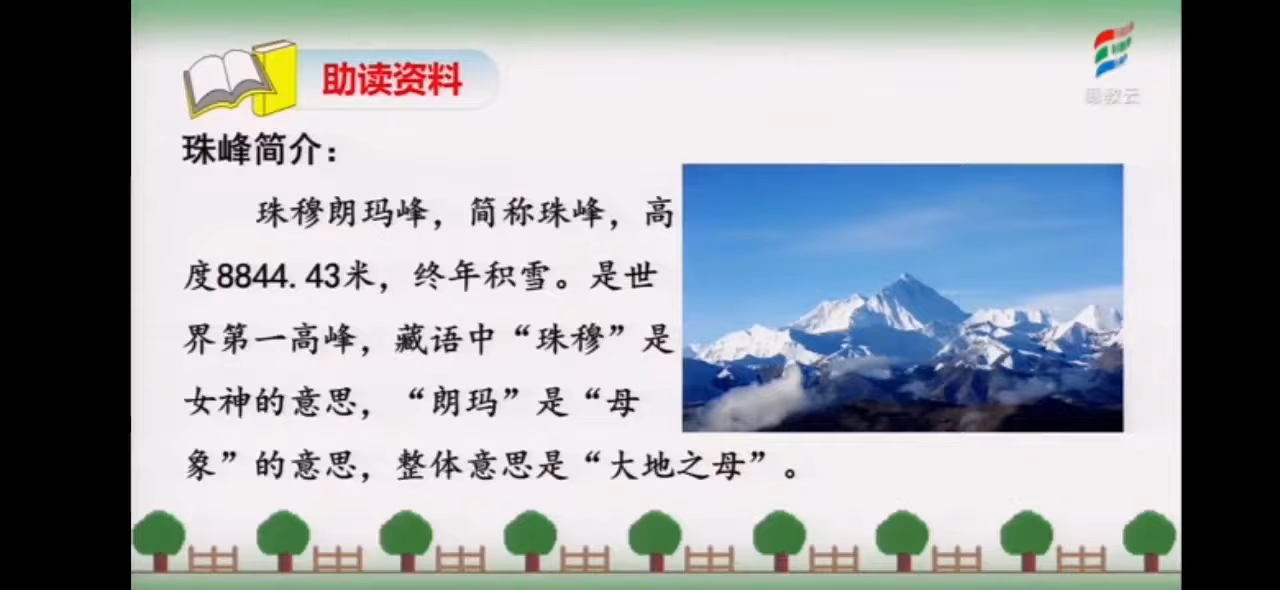 助读资料
粤教云
珠峰简介：
珠穆朗玛峰，简称珠峰，高
度8844.43米，终年积雪。是世
界第一高峰，藏语中“珠穆”是
女神的意思，“朗玛”是“母
象”的意思，整体意思是“大地之母”。